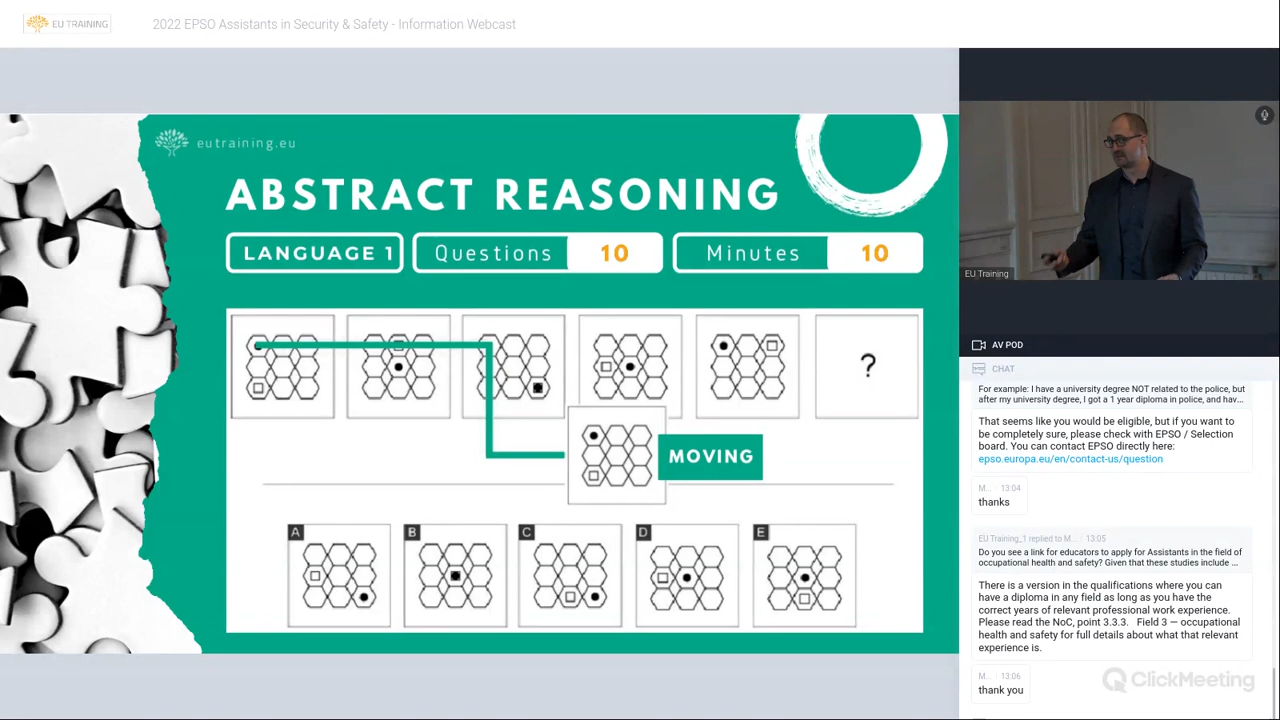 EU TRAINING
2022 EPSO Assistants in Security & Safety - Information Webcast
eutraining.eu
ABSTRACT REASONING
LANGUAGE 1
Questions 10
Minutes 10
?
MOVING
A
B
C
D
E
EU Training
AV POD
CHAT
For example: I have a university degree NOT related to the police, but
after my university degree, I got a 1 year diploma in police, and hav...
That seems like you would be eligible, but if you want
to be completely sure, please check with EPSO / Selection
board. You can contact EPSO directly here:
epso.europa.eu/en/contact-us/question
M... · 13:04
thanks
EU Training_1 replied to M... · 13:05
Do you see a link for educators to apply for Assistants in the field of
occupational health and safety? Given that these studies include ...
There is a version in the qualifications where you can
have a diploma in any field as long as you have the
correct years of relevant professional work experience.
Please read the NoC, point 3.3.3. Field 3 — occupational
health and safety for full details about what that relevant
experience is.
M... · 13:06
thank you
ClickMeeting